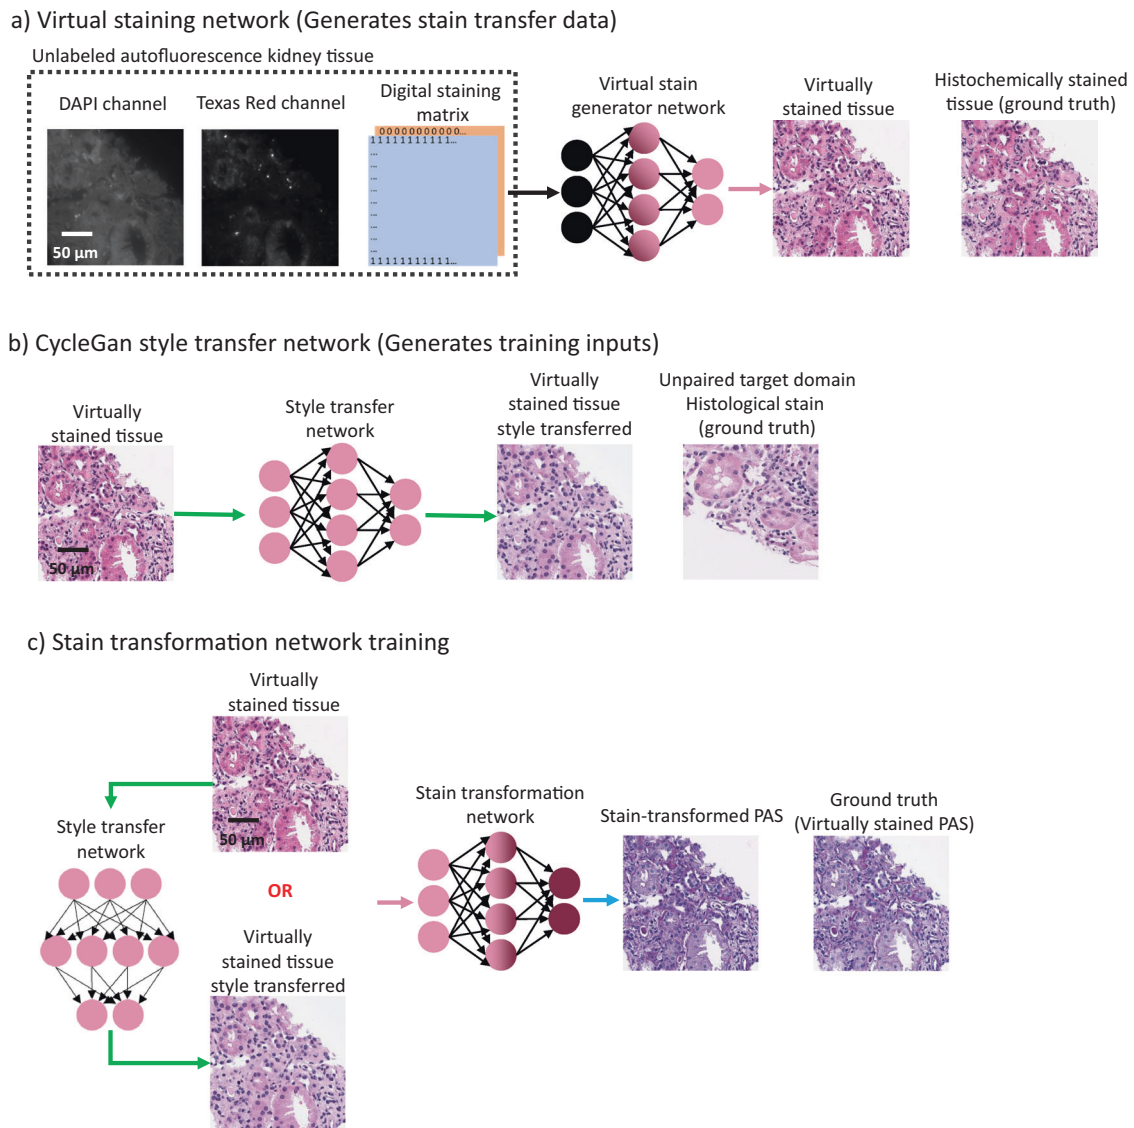 a) Virtual staining network (Generates stain transfer data)
Unlabeled autofluorescence kidney tissue
DAPI channel
Texas Red channel
Digital staining
matrix
00000000000...
11111111111...
...
...
...
...
...
...
...
...
...
11111111111...
50 µm
Virtual stain
generator network
Virtually
stained tissue
Histochemically stained
tissue (ground truth)
b) CycleGan style transfer network (Generates training inputs)
Virtually
stained tissue
50 µm
Style transfer
network
Virtually
stained tissue
style transferred
Unpaired target domain
Histological stain
(ground truth)
c) Stain transformation network training
Virtually
stained tissue
50 µm
Style transfer
network
OR
Virtually
stained tissue
style transferred
Stain transformation
network
Stain-transformed PAS
Ground truth
(Virtually stained PAS)